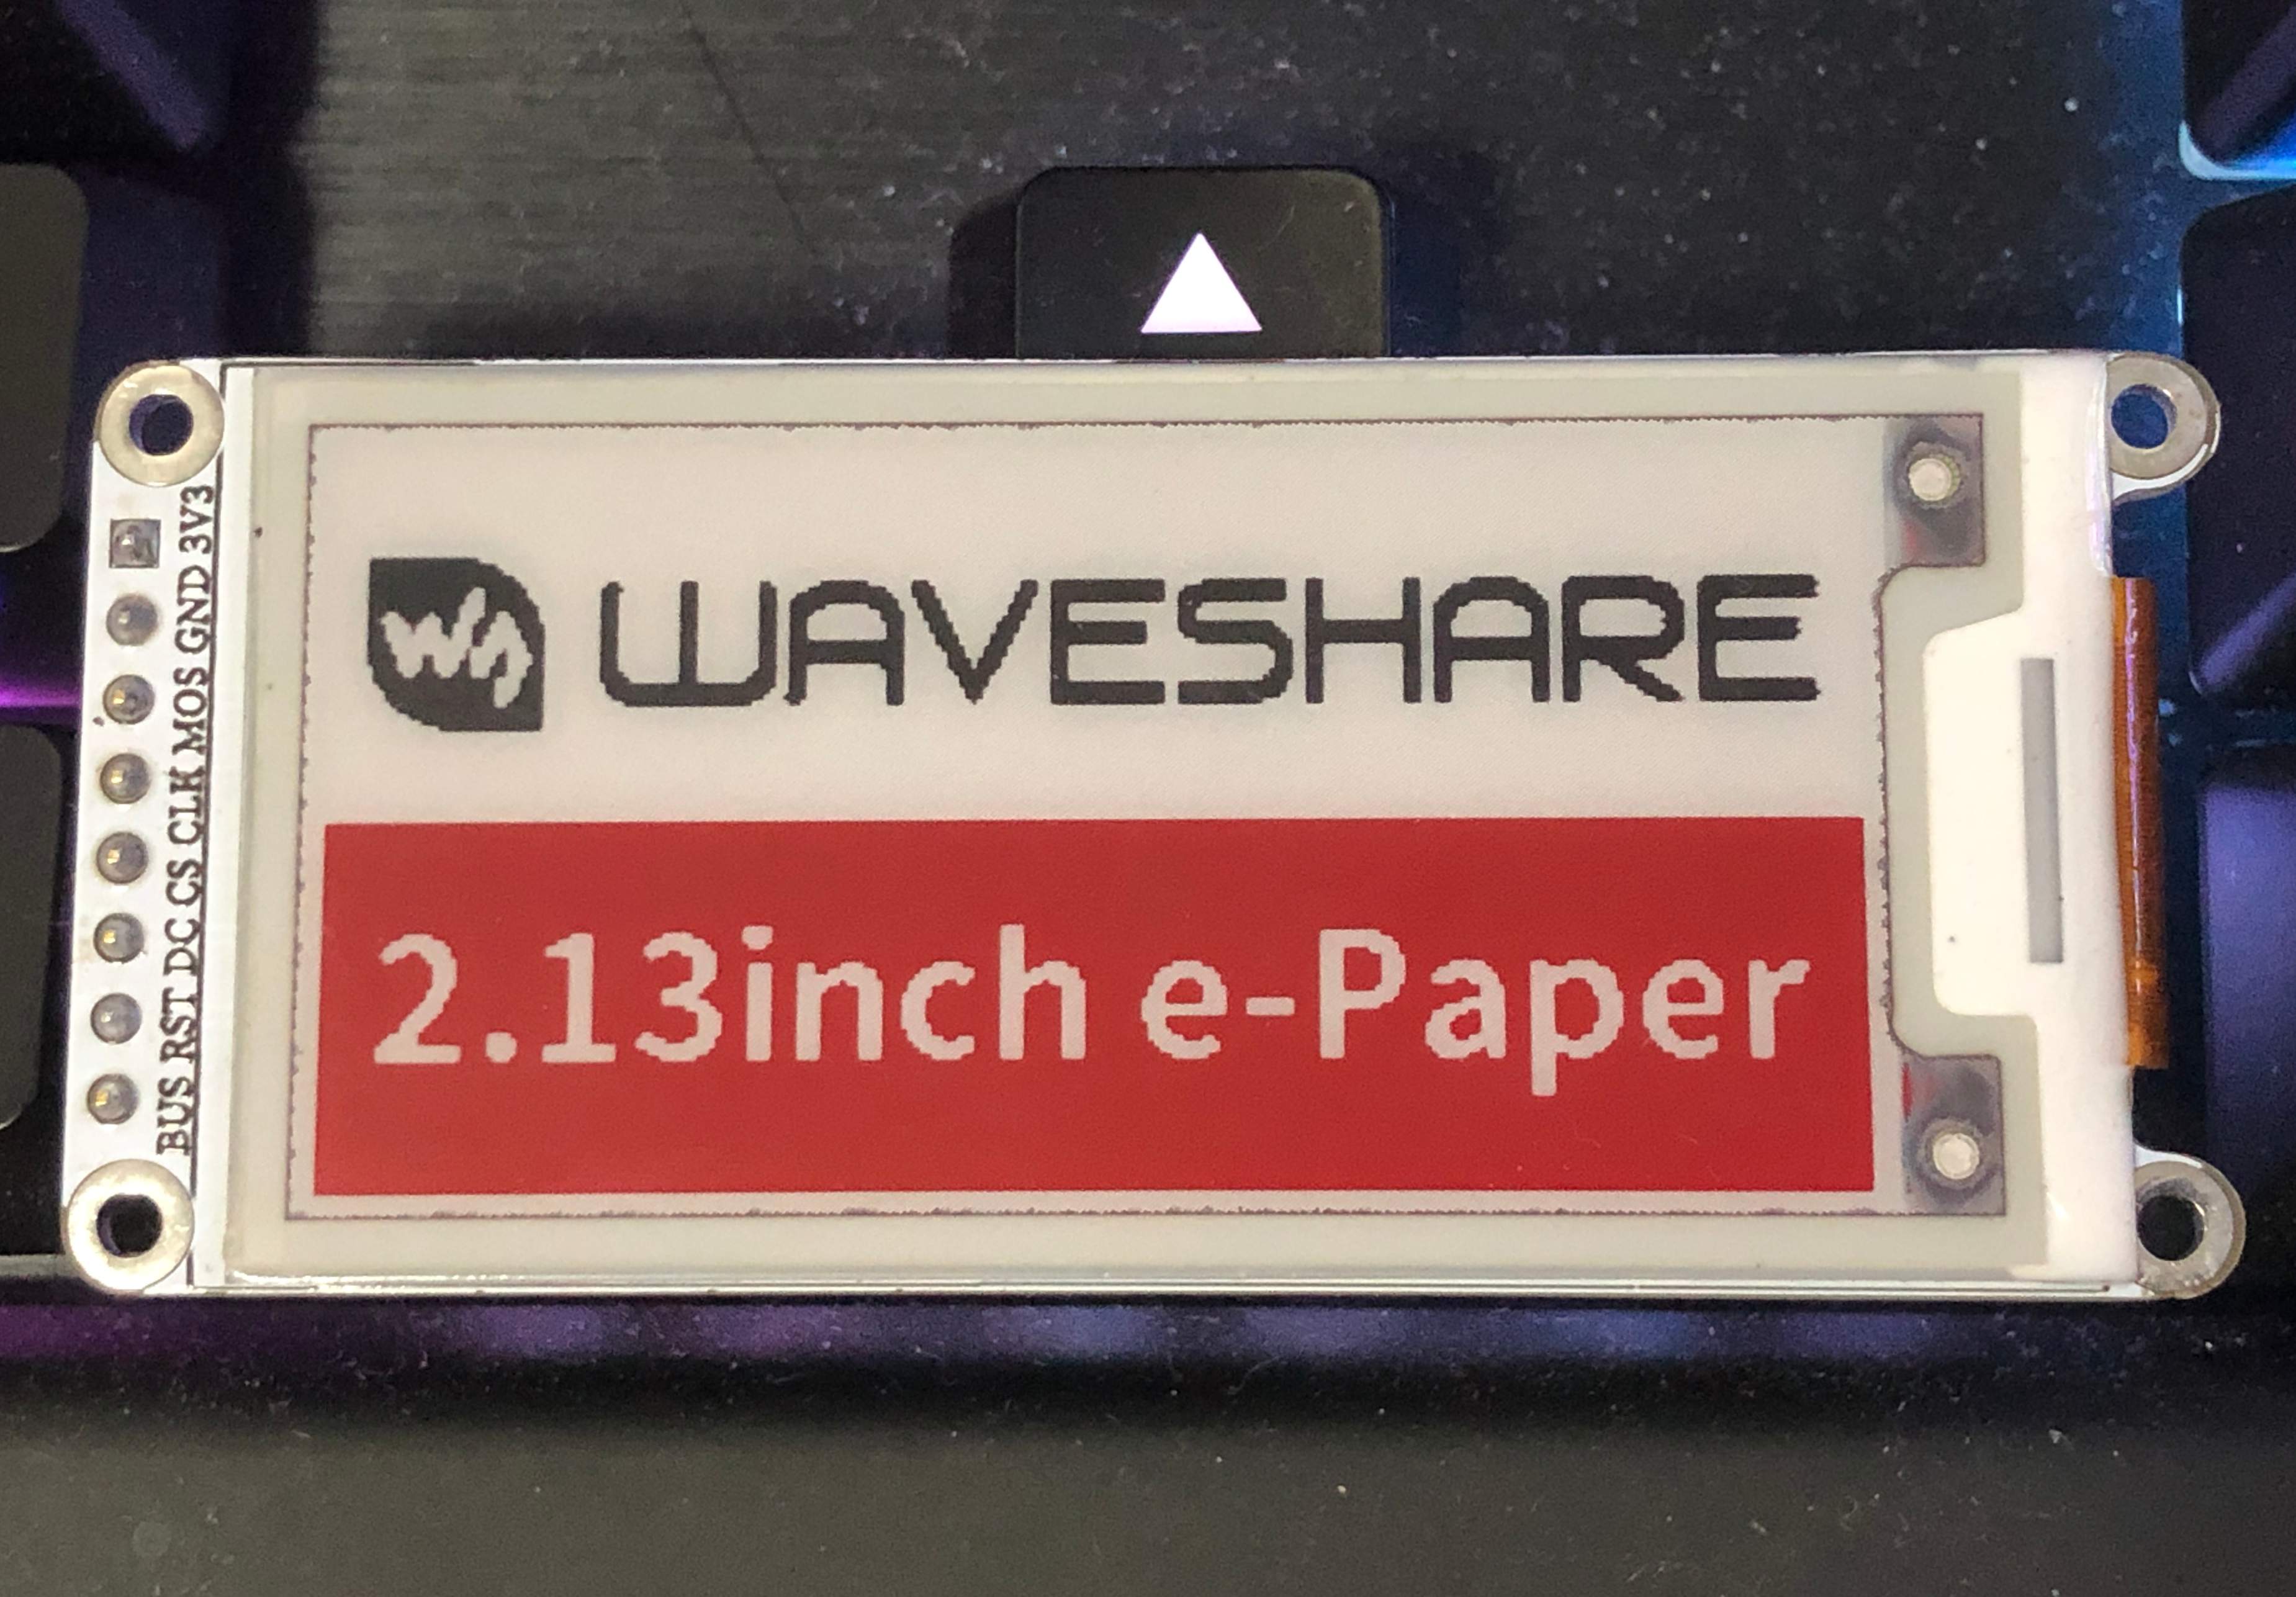 WAVESHARE
2.13inch e-Paper
BUS RST DC CS CLK MOS GND 3V3